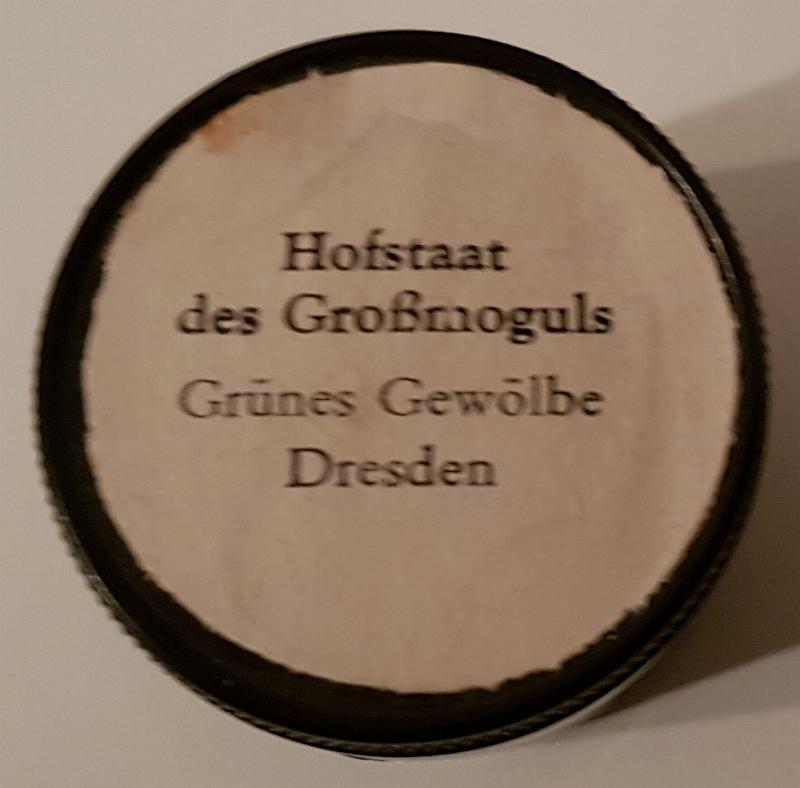 Hofstaat
des Großmoguls
Grünes Gewölbe
Dresden